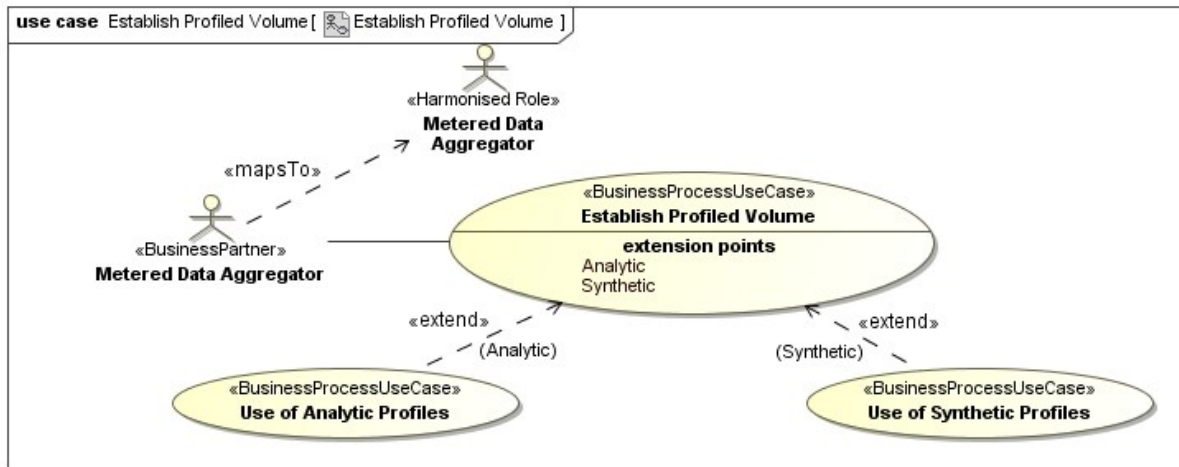 use case Establish Profiled Volume [ Establish Profiled Volume ]
«Harmonised Role»
Metered Data
Aggregator
«mapsTo»
«BusinessPartner»
Metered Data Aggregator
«BusinessProcessUseCase»
Establish Profiled Volume
extension points
Analytic
Synthetic
«extend»
(Analytic)
«extend»
(Synthetic)
«BusinessProcessUseCase»
Use of Analytic Profiles
«BusinessProcessUseCase»
Use of Synthetic Profiles